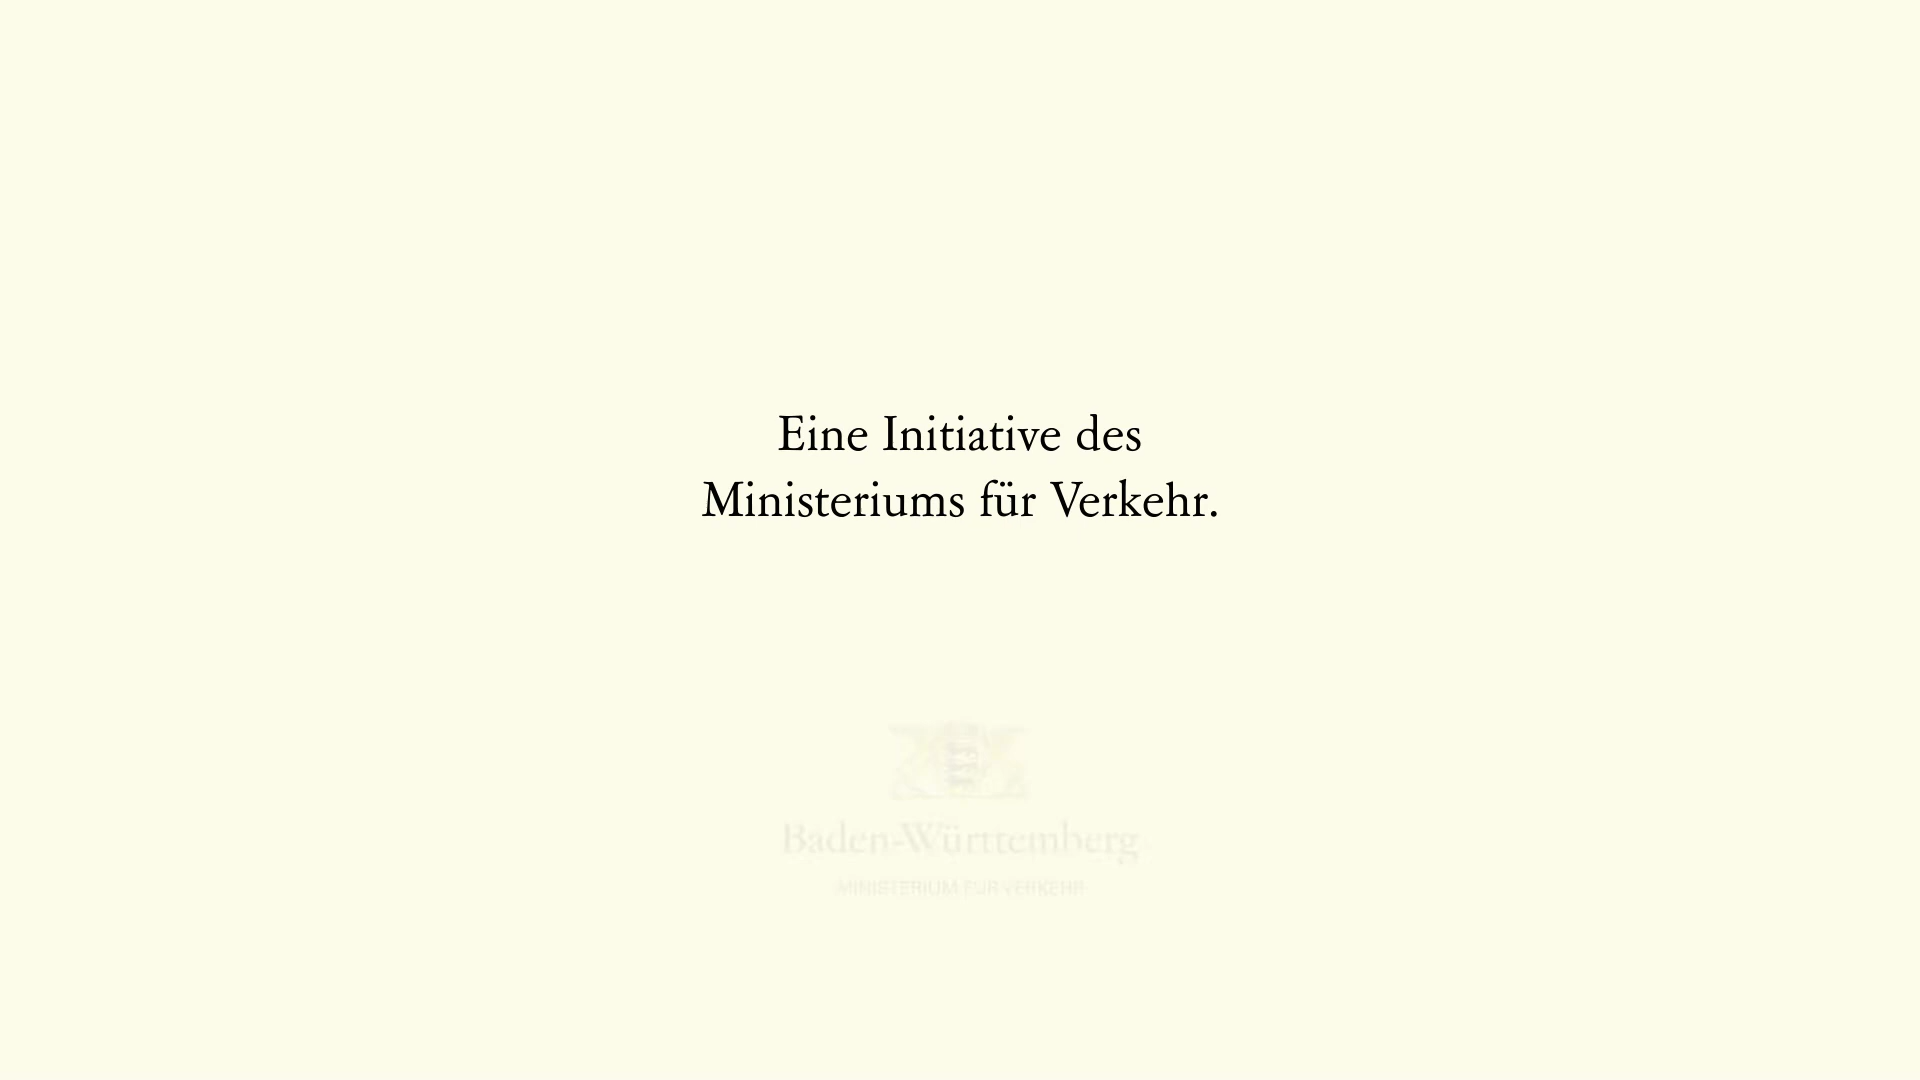 Eine Initiative des
Ministeriums für Verkehr.
Baden-Württemberg
MINISTERIUM FÜR VERKEHR